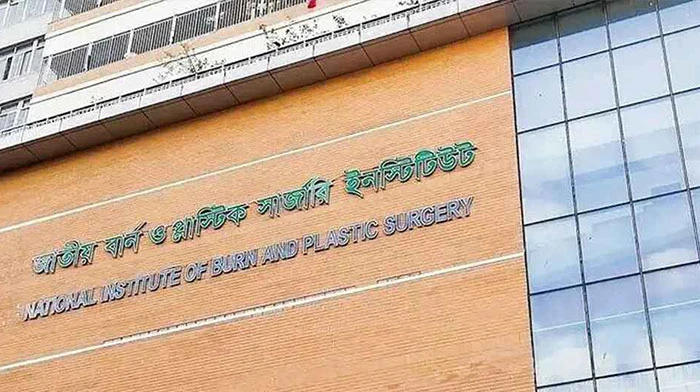 জাতীয় বার্ন ও প্লাস্টিক সার্জারি ইনস্টিটিউট
NATIONAL INSTITUTE OF BURN AND PLASTIC SURGERY